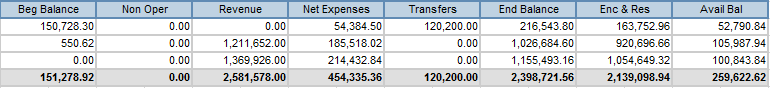 Beg Balance Non Oper Revenue Net Expenses Transfers End Balance Enc & Res Avail Bal
150,728.30 0.00 0.00 54,384.50 120,200.00 216,543.80 163,752.96 52,790.84
550.62 0.00 1,211,652.00 185,518.02 0.00 1,026,684.60 920,696.66 105,987.94
0.00 0.00 1,369,926.00 214,432.84 0.00 1,155,493.16 1,054,649.32 100,843.84
151,278.92 0.00 2,581,578.00 454,335.36 120,200.00 2,398,721.56 2,139,098.94 259,622.62